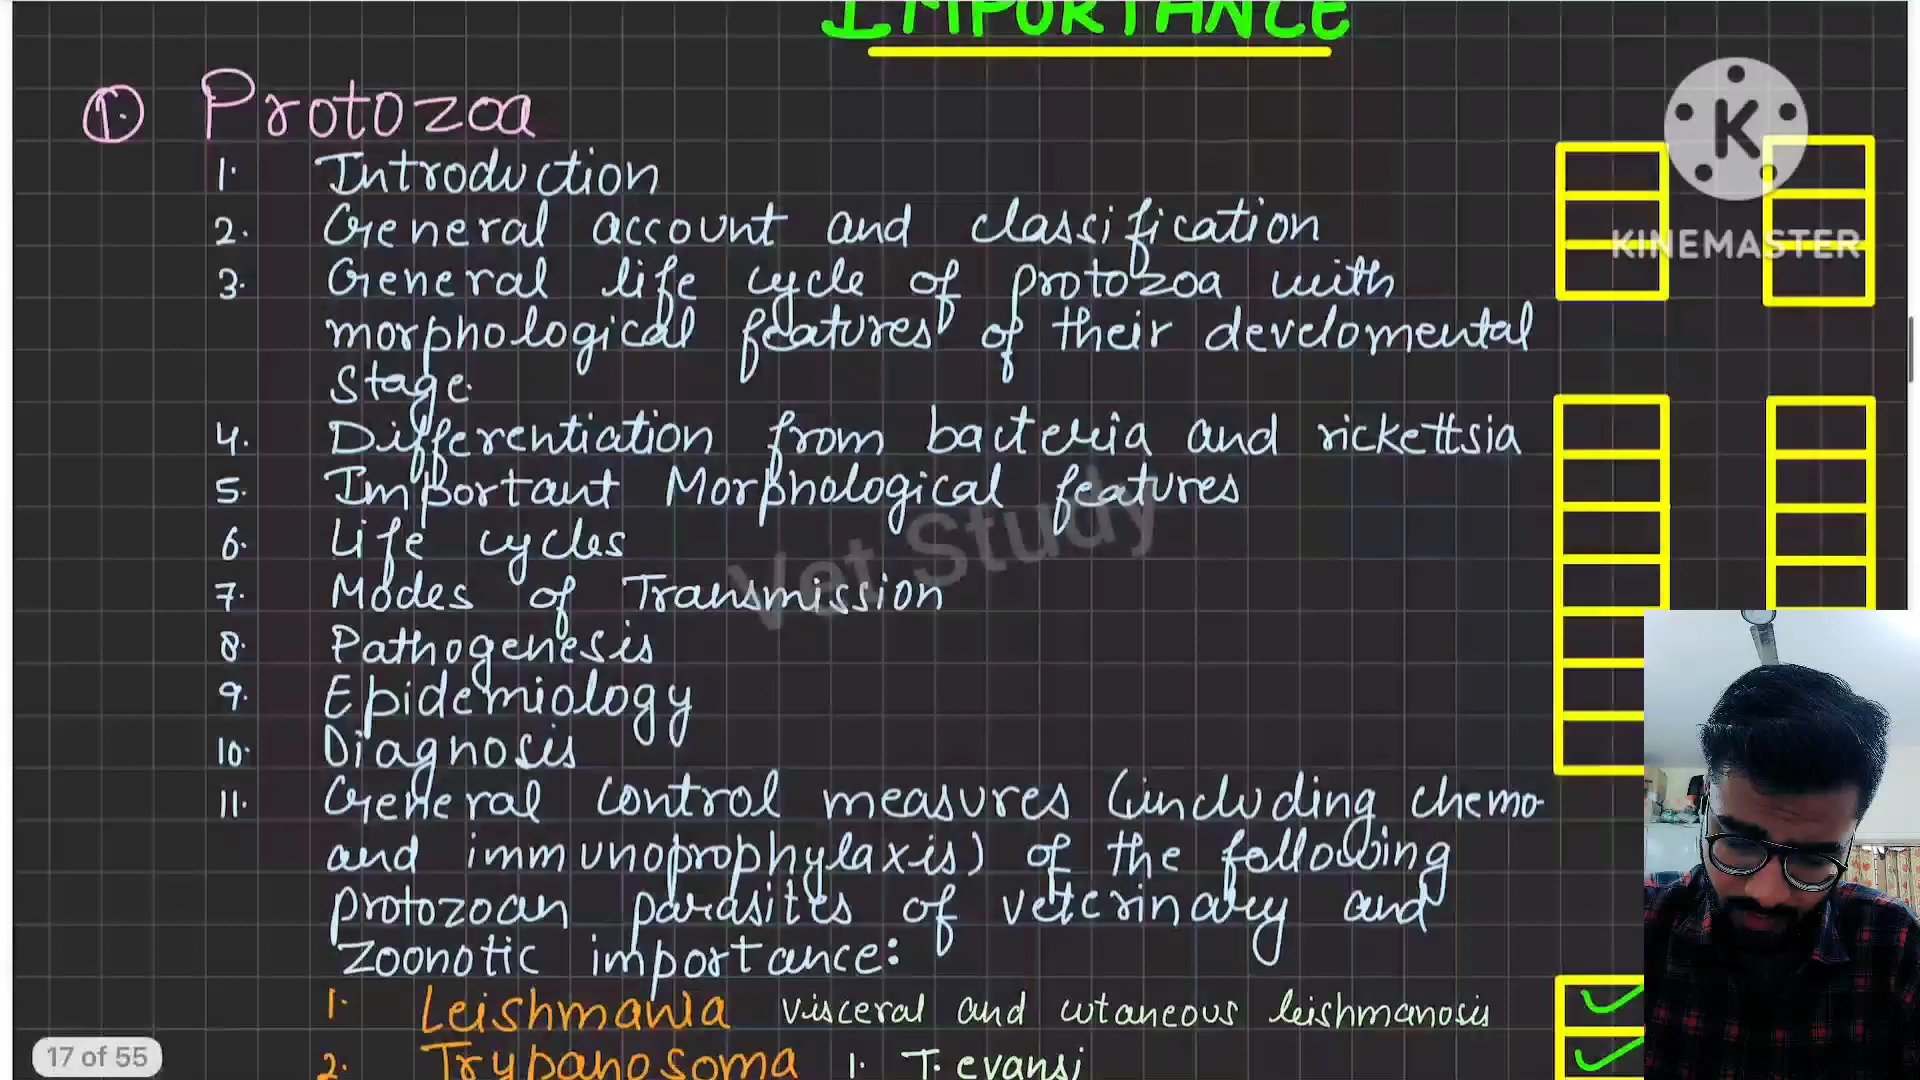 IMPORTANCE
1. Protozoa
1. Introduction
2. General account and classification
3. General life cycle of protozoa with
morphological features of their develomental
stage.
4. Differentiation from bacteria and rickettsia
5. Important Morphological features
6. Life cycles
7. Modes of Transmission
8. Pathogenesis
9. Epidemiology
10. Diagnosis
11. General control measures (including chemo-
and immunoprophylaxis) of the following
protozoan parasites of veterinary and
zoonotic importance:
1. Leishmania visceral and cutaneous leishmanosis
2. Trypanosoma 1. T. evansi
K
KINEMASTER
Vet Study
17 of 55